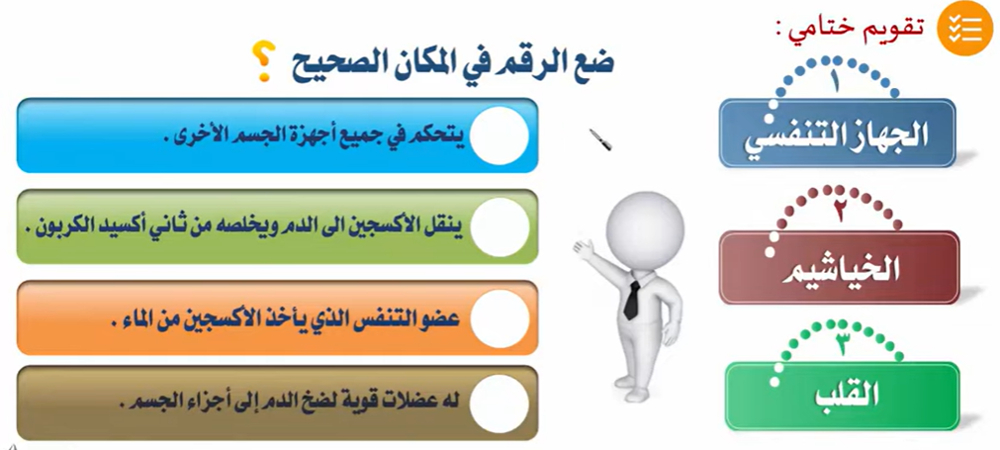 تقويم ختامي :
ضع الرقم في المكان الصحيح ؟
١
الجهاز التنفسي
٢
الخياشيم
٣
القلب
يتحكم في جميع أجهزة الجسم الأخرى .
ينقل الأكسجين الى الدم ويخلصه من ثاني أكسيد الكربون .
عضو التنفس الذي يأخذ الأكسجين من الماء .
له عضلات قوية لضخ الدم إلى أجزاء الجسم .